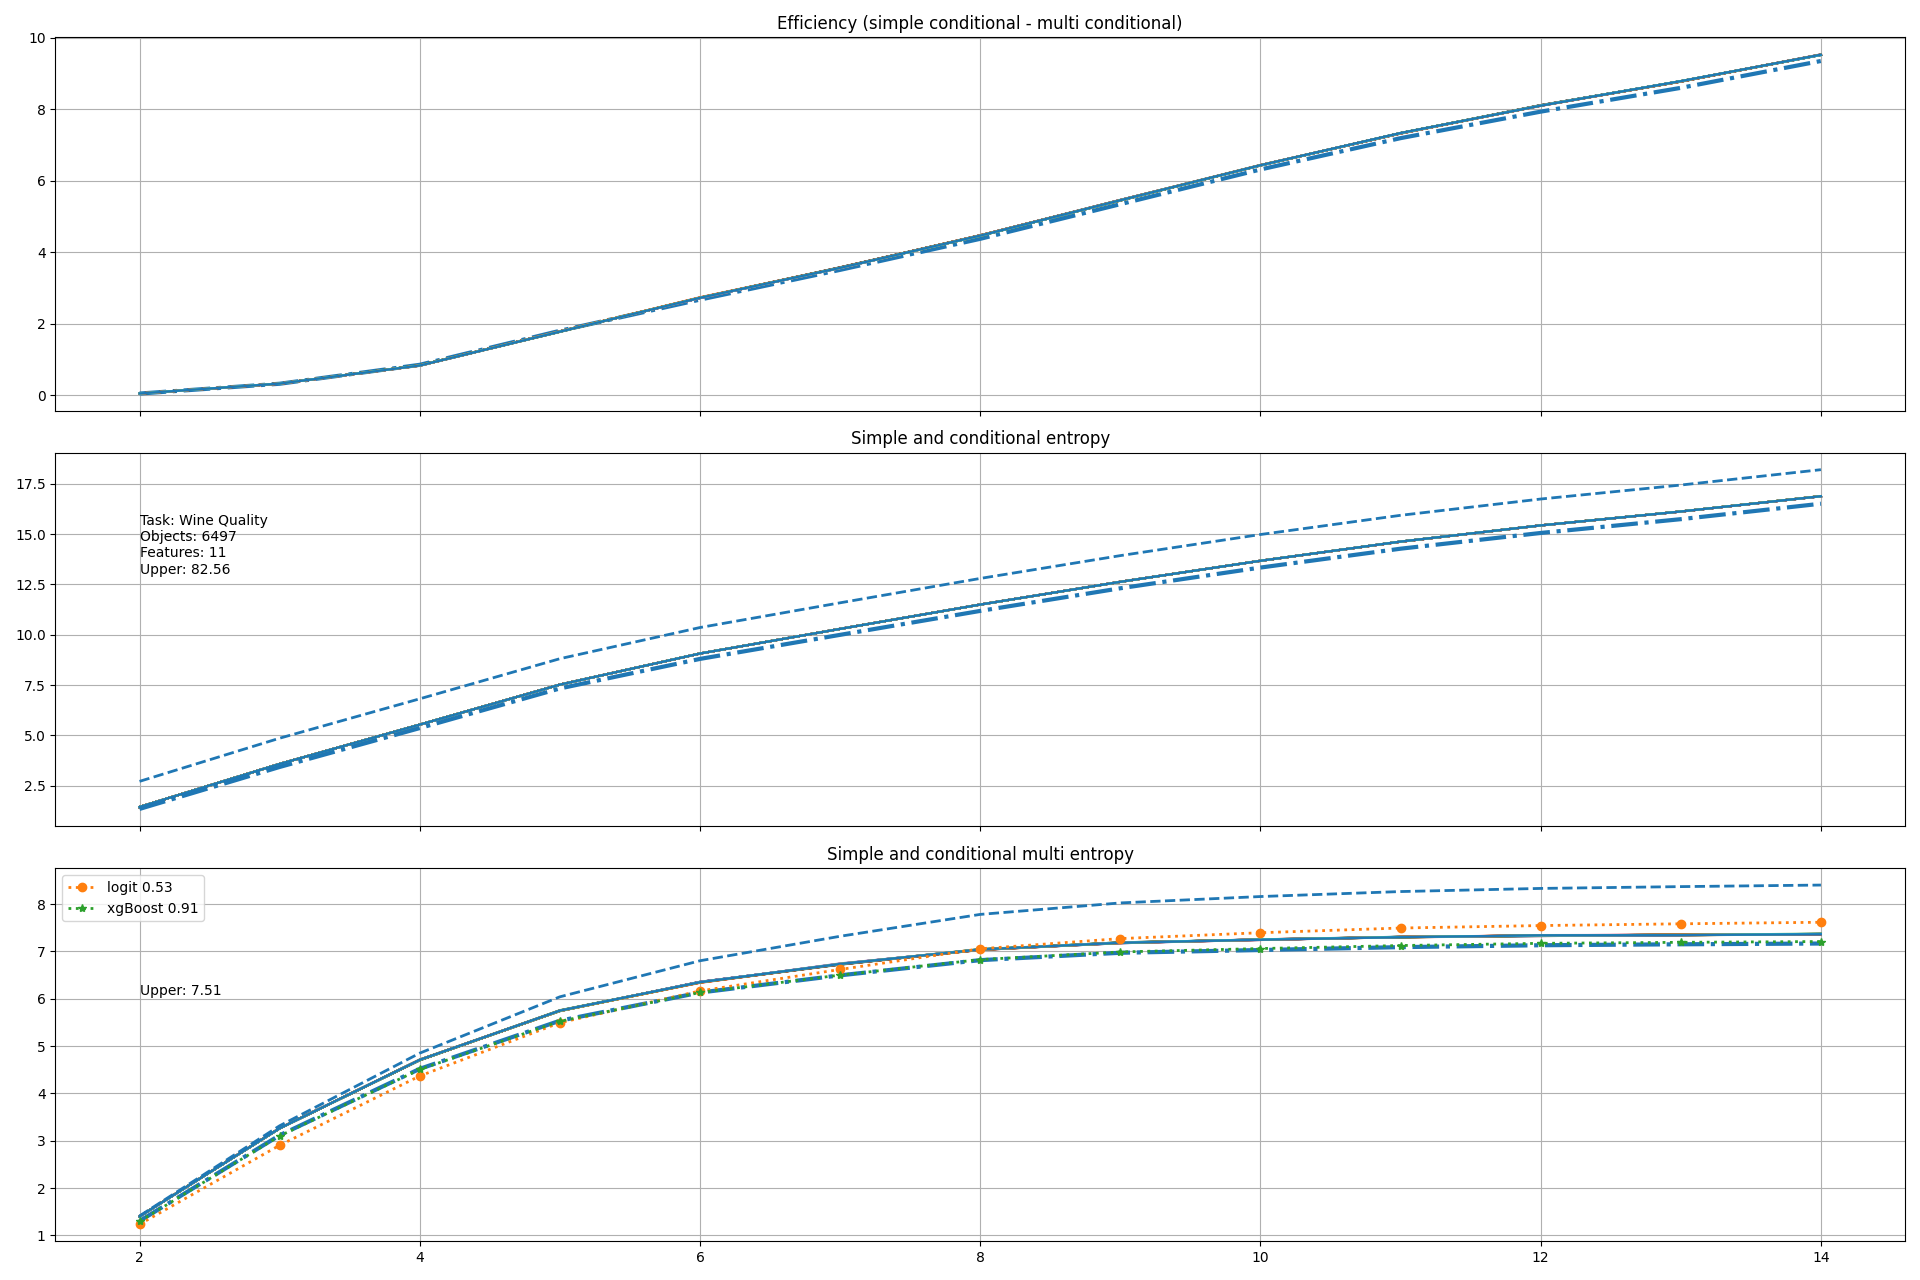 Efficiency (simple conditional - multi conditional)
10
8
6
4
2
0
Simple and conditional entropy
17.5
15.0
12.5
10.0
7.5
5.0
2.5
Task: Wine Quality
Objects: 6497
Features: 11
Upper: 82.56
Simple and conditional multi entropy
logit 0.53
xgBoost 0.91
8
7
6
5
4
3
2
1
Upper: 7.51
2 4 6 8 10 12 14